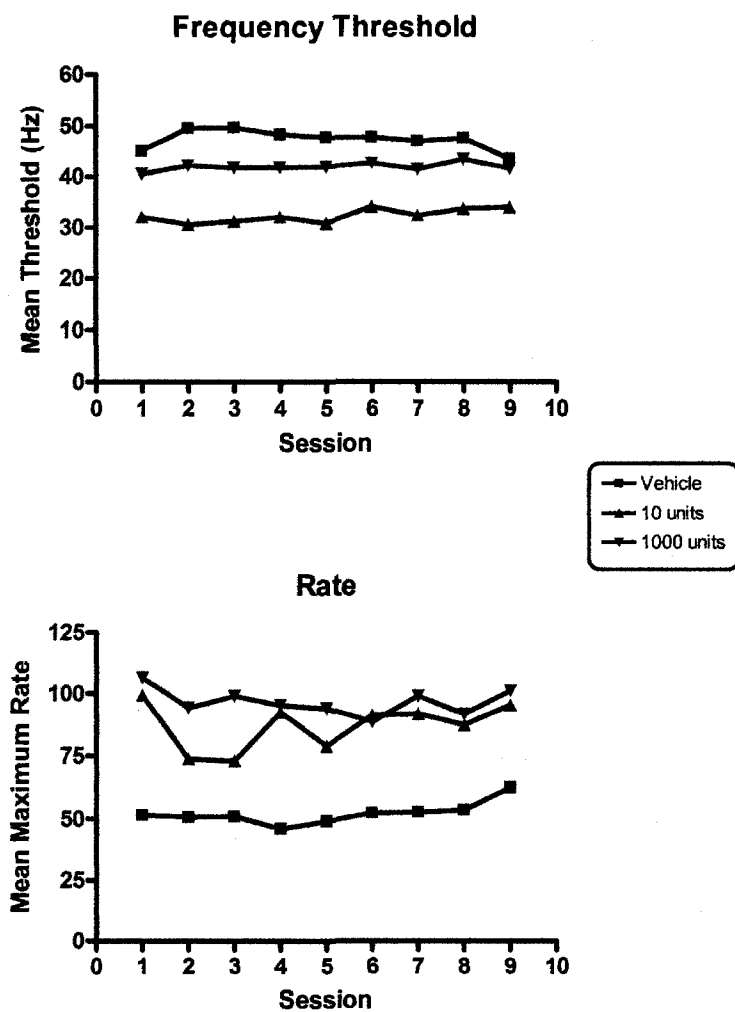 Frequency Threshold
Mean Threshold (Hz)
60
50
40
30
20
10
0
0 1 2 3 4 5 6 7 8 9 10
Session
Vehicle
10 units
1000 units
Rate
Mean Maximum Rate
125
100
75
50
25
0
0 1 2 3 4 5 6 7 8 9 10
Session